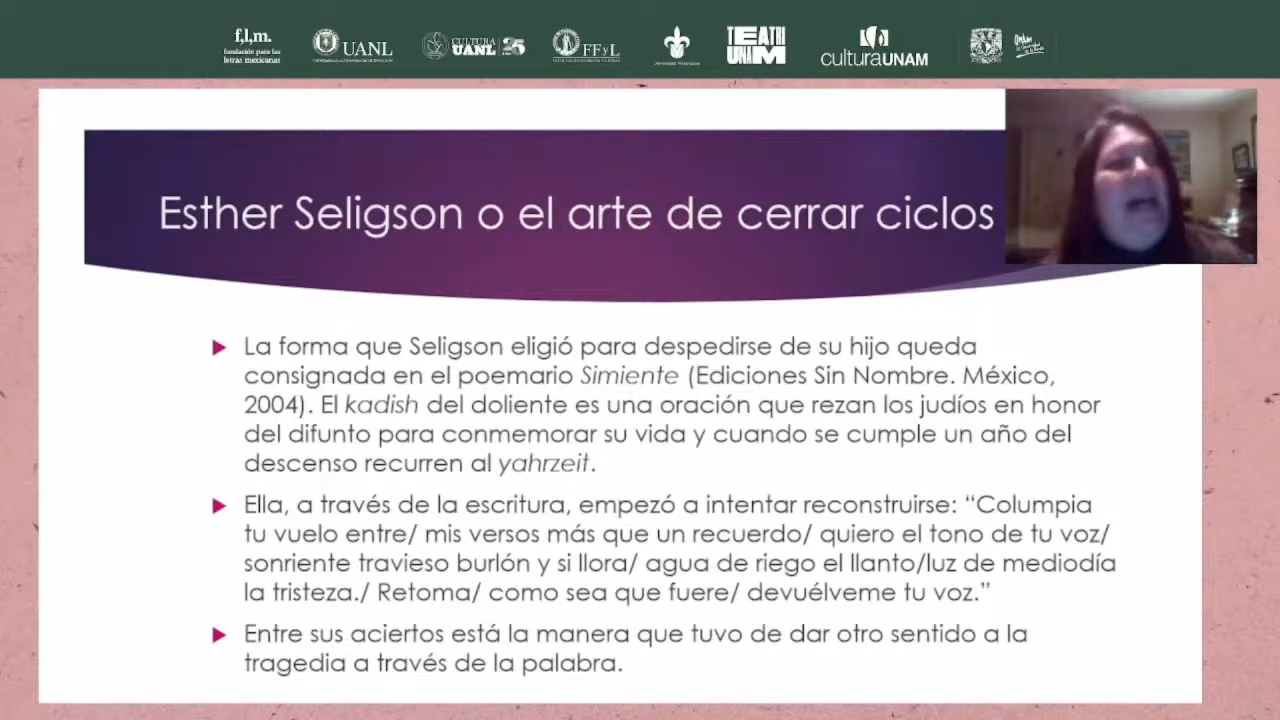 f,l,m.
fundación para las
letras mexicanas
UANL
CULTURA
UANL 25
FFyL
TEATRO
UNAM
culturaUNAM
Esther Seligson o el arte de cerrar ciclos
La forma que Seligson eligió para despedirse de su hijo queda
consignada en el poemario Simiente (Ediciones Sin Nombre. México,
2004). El kadish del doliente es una oración que rezan los judíos en honor
del difunto para conmemorar su vida y cuando se cumple un año del
descenso recurren al yahrzeit.
Ella, a través de la escritura, empezó a intentar reconstruirse: “Columpia
tu vuelo entre/ mis versos más que un recuerdo/ quiero el tono de tu voz/
sonriente travieso burlón y si llora/ agua de riego el llanto/luz de mediodía
la tristeza./ Retoma/ como sea que fuere/ devuélveme tu voz.”
Entre sus aciertos está la manera que tuvo de dar otro sentido a la
tragedia a través de la palabra.